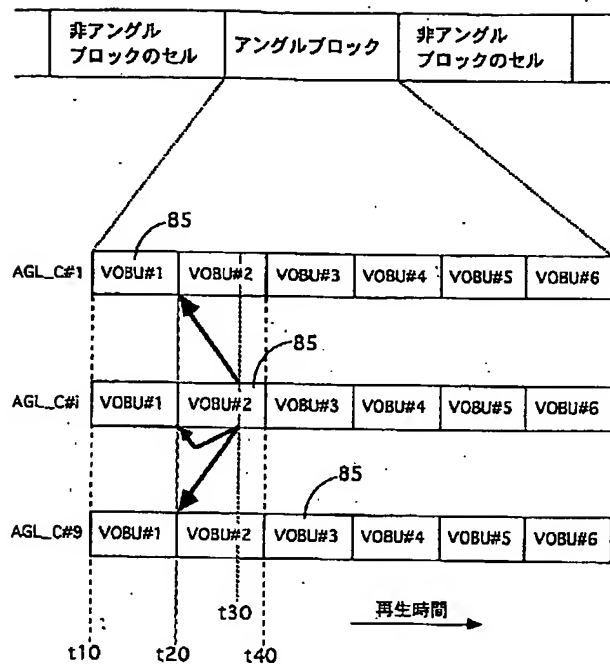 非アングル
ブロックのセル
アングルブロック
非アングル
ブロックのセル
85
AGL_C#1 VOBU#1 VOBU#2 VOBU#3 VOBU#4 VOBU#5 VOBU#6
85
AGL_C#i VOBU#1 VOBU#2 VOBU#3 VOBU#4 VOBU#5 VOBU#6
85
AGL_C#9 VOBU#1 VOBU#2 VOBU#3 VOBU#4 VOBU#5 VOBU#6
t30
再生時間
t10 t20 t40